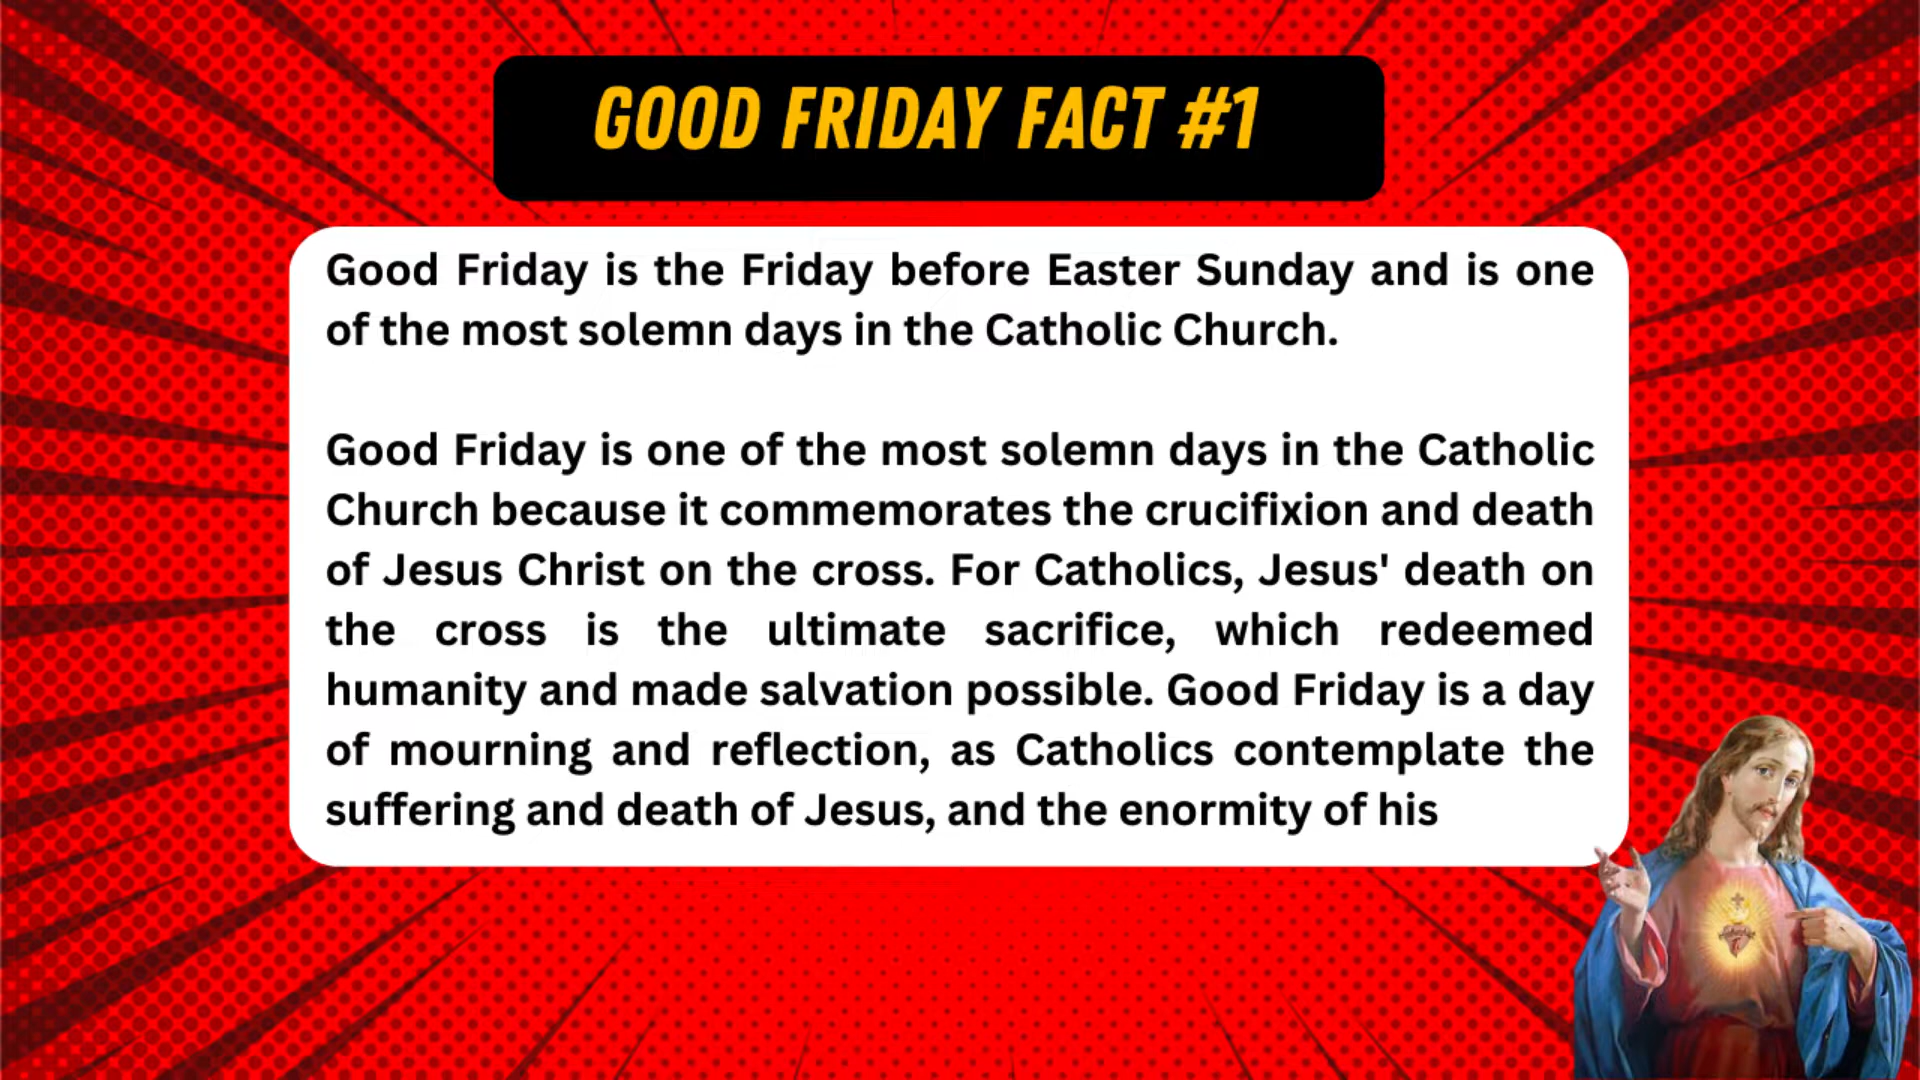 GOOD FRIDAY FACT #1
Good Friday is the Friday before Easter Sunday and is one
of the most solemn days in the Catholic Church.
Good Friday is one of the most solemn days in the Catholic
Church because it commemorates the crucifixion and death
of Jesus Christ on the cross. For Catholics, Jesus' death on
the cross is the ultimate sacrifice, which redeemed
humanity and made salvation possible. Good Friday is a day
of mourning and reflection, as Catholics contemplate the
suffering and death of Jesus, and the enormity of his